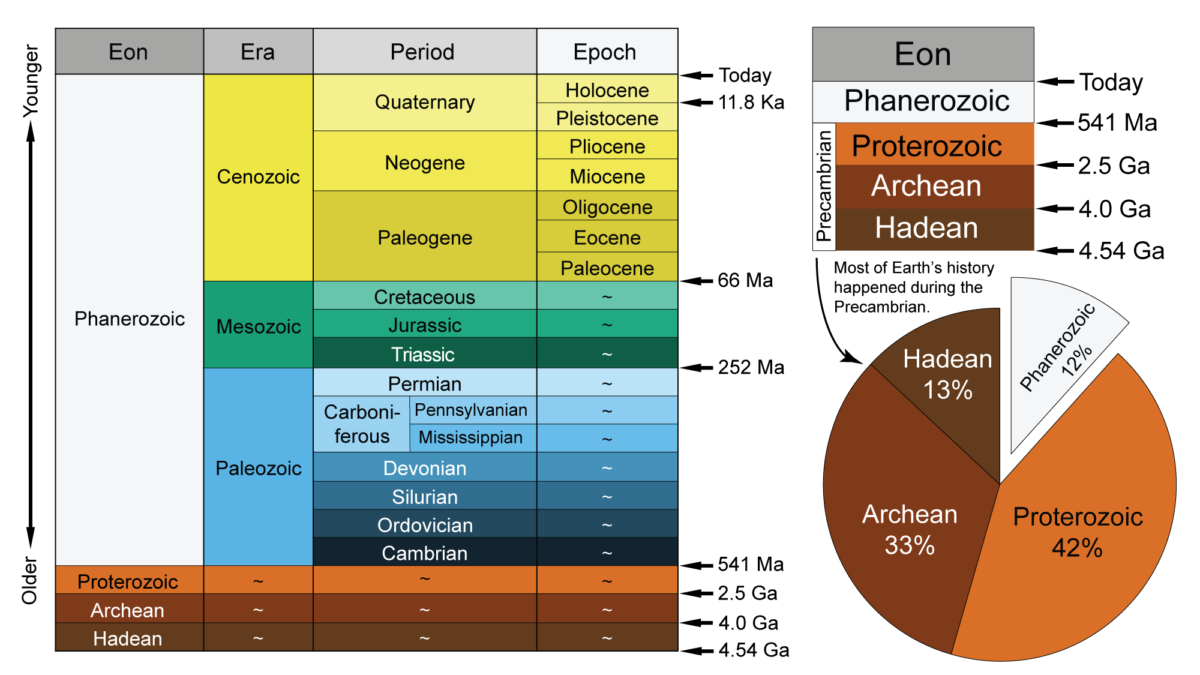 Younger
Older
Eon Era Period Epoch
Phanerozoic
Cenozoic
Quaternary
Holocene
Pleistocene
Neogene
Pliocene
Miocene
Paleogene
Oligocene
Eocene
Paleocene
Mesozoic
Cretaceous ~
Jurassic ~
Triassic ~
Paleozoic
Permian ~
Carboni-
ferous
Pennsylvanian ~
Mississippian ~
Devonian ~
Silurian ~
Ordovician ~
Cambrian ~
Proterozoic ~ ~ ~
Archean ~ ~ ~
Hadean ~ ~ ~
Today
11.8 Ka
66 Ma
252 Ma
541 Ma
2.5 Ga
4.0 Ga
4.54 Ga
Eon
Phanerozoic
Precambrian
Proterozoic
Archean
Hadean
Today
541 Ma
2.5 Ga
4.0 Ga
4.54 Ga
Most of Earth's history
happened during the
Precambrian.
Phanerozoic
12%
Hadean
13%
Archean
33%
Proterozoic
42%